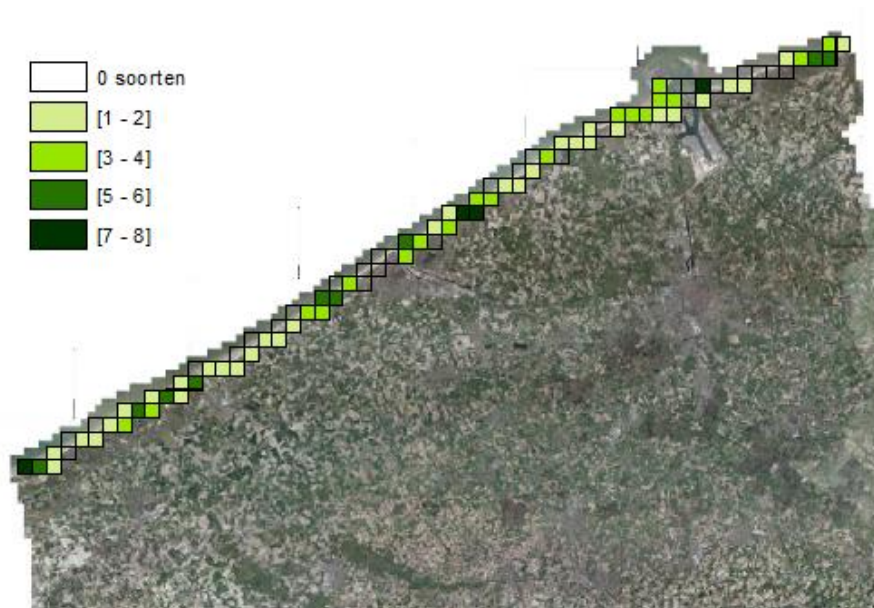 0 soorten
[1 - 2]
[3 - 4]
[5 - 6]
[7 - 8]